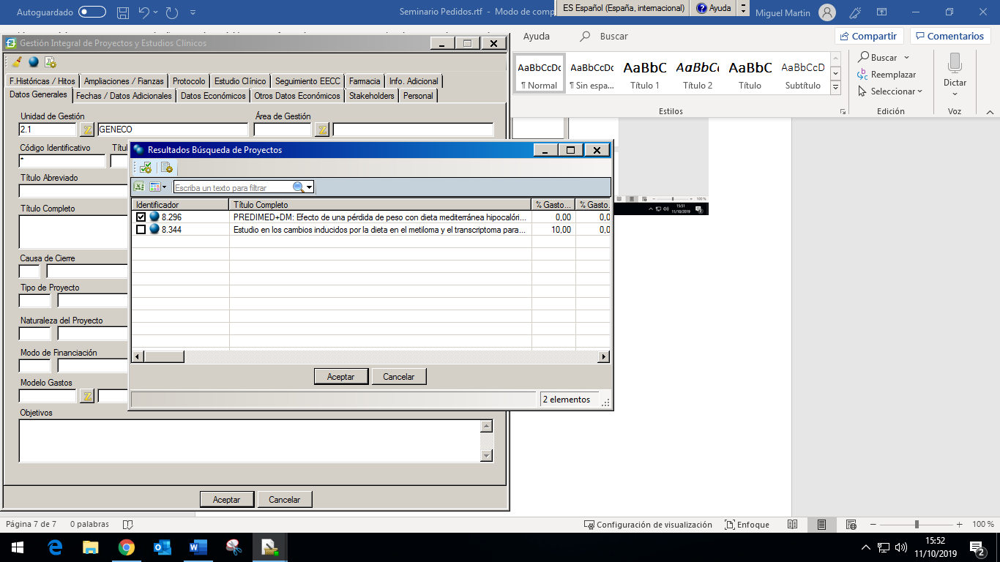 Autoguardado
Seminario Pedidos.rtf - Modo de comp
ES Español (España, internacional)
Ayuda
Miguel Martin
Gestión Integral de Proyectos y Estudios Clínicos
Ayuda
Buscar
Compartir
Comentarios
F.Históricas / Hitos
Ampliaciones / Fianzas
Protocolo
Estudio Clínico
Seguimiento EECC
Farmacia
Info. Adicional
Datos Generales
Fechas / Datos Adicionales
Datos Económicos
Otros Datos Económicos
Stakeholders
Personal
AaBbCcDc
AaBbCcDc
AaBbC
AaBbCc
AaBbC
AaBbCcD
¶ Normal
¶ Sin espa...
Título 1
Título 2
Título
Subtítulo
Estilos
Buscar
Reemplazar
Seleccionar
Edición
Dictar
Voz
Unidad de Gestión
Área de Gestión
2.1
Z
GENECO
Z
Código Identificativo
Títu
*
Título Abreviado
Título Completo
Causa de Cierre
Tipo de Proyecto
Naturaleza del Proyecto
Modo de Financiación
Modelo Gastos
Z
Objetivos
Resultados Búsqueda de Proyectos
Escriba un texto para filtrar
Identificador
Título Completo
% Gasto...
% Gasto.
8.296
PREDIMED+DM: Efecto de una pérdida de peso con dieta mediterránea hipocalóri...
0,00
0,0
8.344
Estudio en los cambios inducidos por la dieta en el metiloma y el transcriptoma para...
10,00
0,0
Aceptar
Cancelar
2 elementos
100 %
15:51
11/10/2019
Aceptar
Cancelar
Página 7 de 7
0 palabras
Configuración de visualización
Enfoque
100 %
15:52
11/10/2019
2